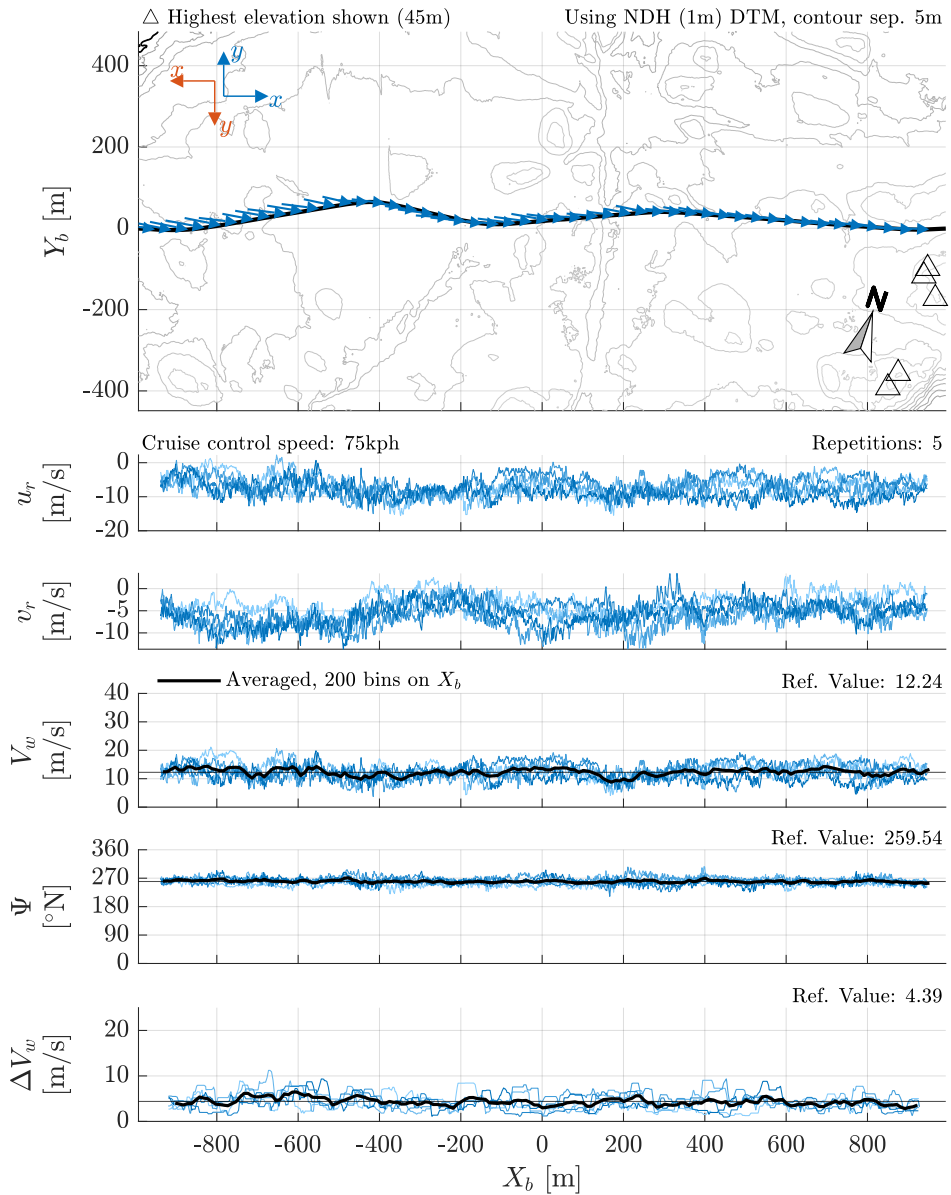 △ Highest elevation shown (45m) Using NDH (1m) DTM, contour sep. 5m
400
200
0
-200
-400
Y_b [m]
y
x
x
y
N
Cruise control speed: 75kph Repetitions: 5
0
-10
-20
u_r
[m/s]
0
-5
-10
v_r
[m/s]
Averaged, 200 bins on X_b Ref. Value: 12.24
40
30
20
10
0
V_w
[m/s]
Ref. Value: 259.54
360
270
180
90
0
Ψ
[°N]
Ref. Value: 4.39
20
10
0
ΔV_w
[m/s]
-800 -600 -400 -200 0 200 400 600 800
X_b [m]